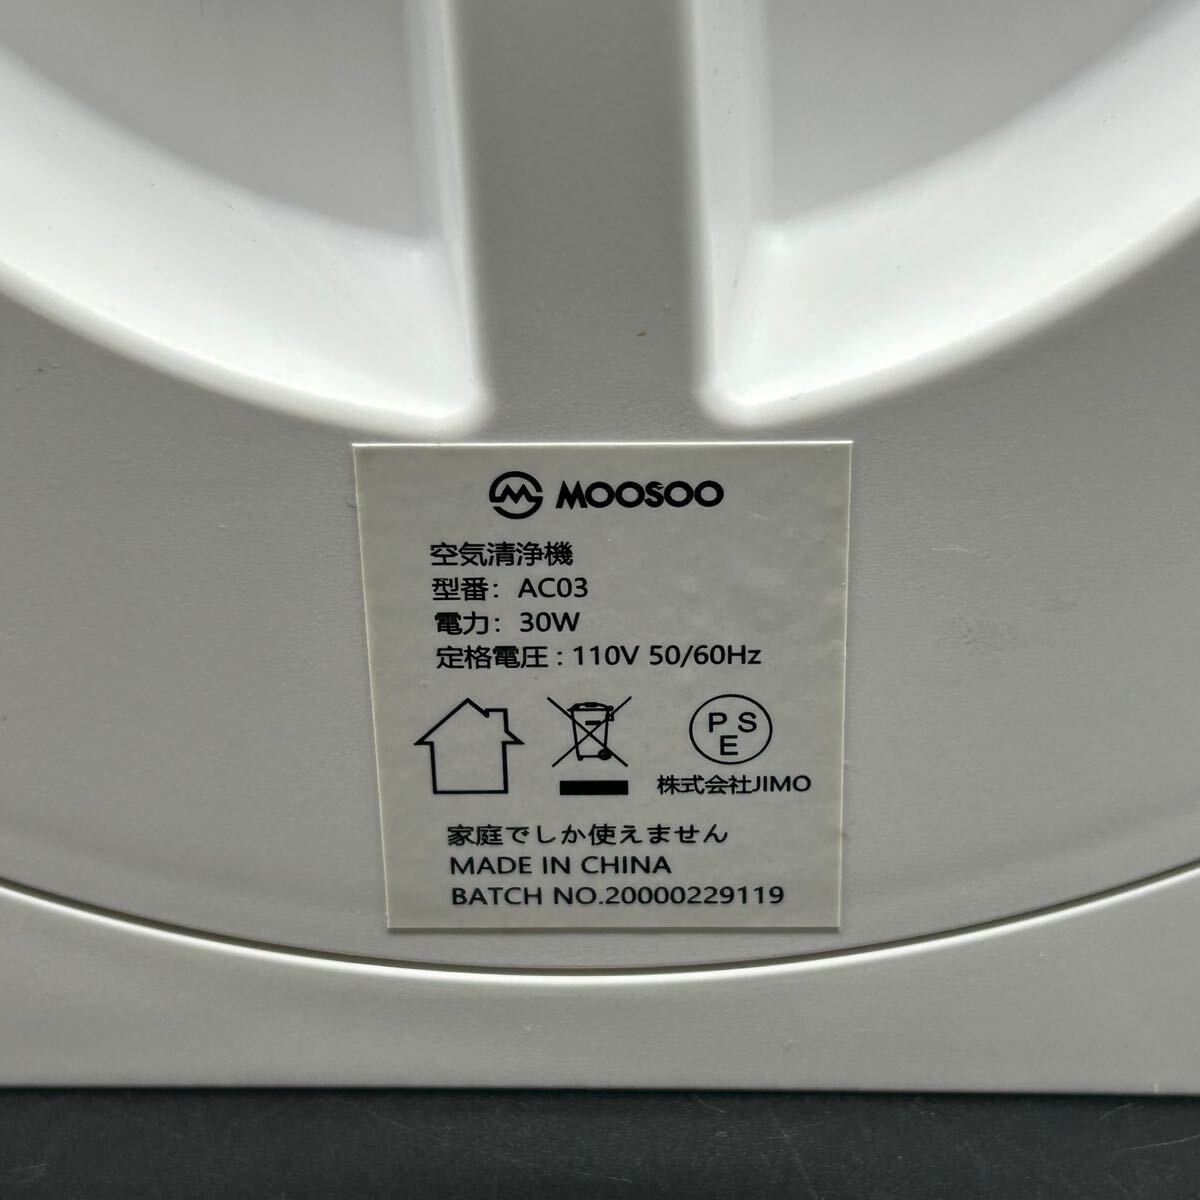 MOOSOO
空気清浄機
型番: AC03
電力: 30W
定格電圧 : 110V 50/60Hz
PSE
株式会社JIMO
家庭でしか使えません
MADE IN CHINA
BATCH NO.20000229119